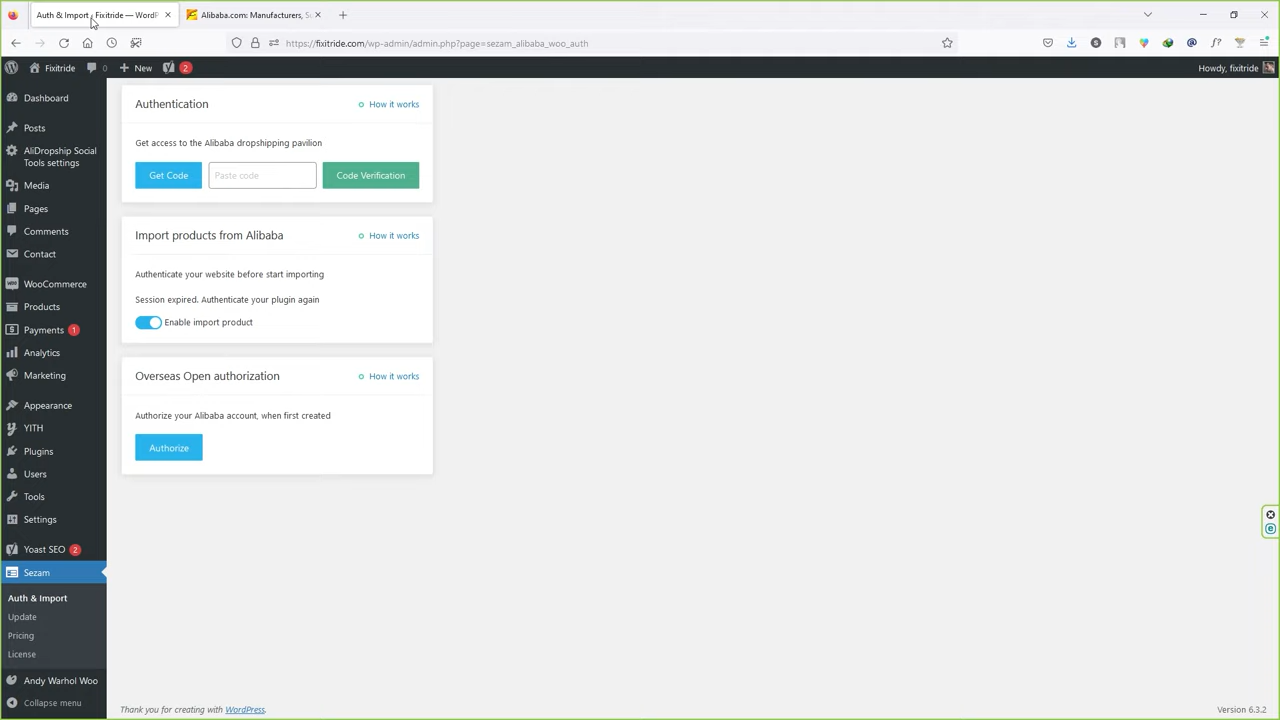 Auth & Import ‹ Fixitride — WordP
Alibaba.com: Manufacturers, S
https://fixitride.com/wp-admin/admin.php?page=sezam_alibaba_woo_auth
Fixitride
0
New
2
Howdy, fixitride
Dashboard
Posts
AliDropship Social
Tools settings
Media
Pages
Comments
Contact
WooCommerce
Products
Payments 1
Analytics
Marketing
Appearance
YITH
Plugins
Users
Tools
Settings
Yoast SEO 2
Sezam
Auth & Import
Update
Pricing
License
Andy Warhol Woo
Collapse menu
Authentication
How it works
Get access to the Alibaba dropshipping pavilion
Get Code
Paste code
Code Verification
Import products from Alibaba
How it works
Authenticate your website before start importing
Session expired. Authenticate your plugin again
Enable import product
Overseas Open authorization
How it works
Authorize your Alibaba account, when first created
Authorize
Thank you for creating with WordPress.
Version 6.3.2